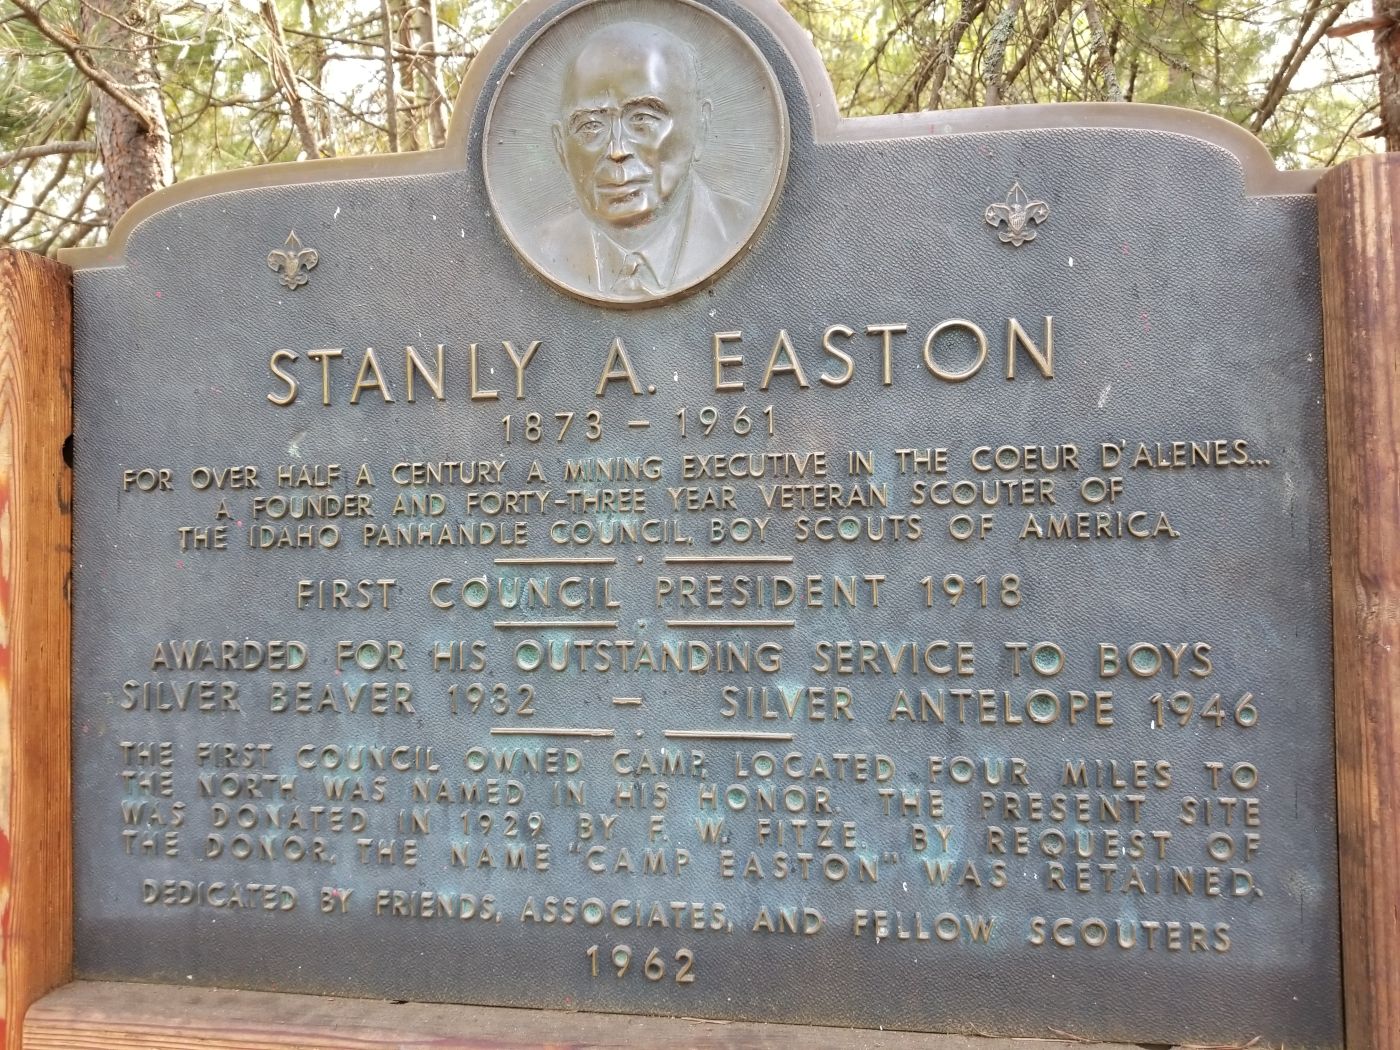 STANLY A. EASTON
1873 – 1961
FOR OVER HALF A CENTURY A MINING EXECUTIVE IN THE COEUR D'ALENES...
A FOUNDER AND FORTY-THREE YEAR VETERAN SCOUTER OF
THE IDAHO PANHANDLE COUNCIL, BOY SCOUTS OF AMERICA.
FIRST COUNCIL PRESIDENT 1918
AWARDED FOR HIS OUTSTANDING SERVICE TO BOYS
SILVER BEAVER 1932 – SILVER ANTELOPE 1946
THE FIRST COUNCIL OWNED CAMP, LOCATED FOUR MILES TO
THE NORTH WAS NAMED IN HIS HONOR. THE PRESENT SITE
WAS DONATED IN 1929 BY F. W. FITZE. BY REQUEST OF
THE DONOR, THE NAME "CAMP EASTON" WAS RETAINED.
DEDICATED BY FRIENDS, ASSOCIATES, AND FELLOW SCOUTERS
1962